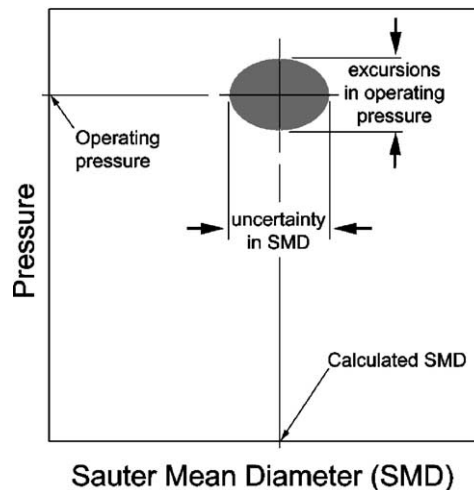 excursions
in operating
pressure
Operating
pressure
uncertainty
in SMD
Pressure
Calculated SMD
Sauter Mean Diameter (SMD)